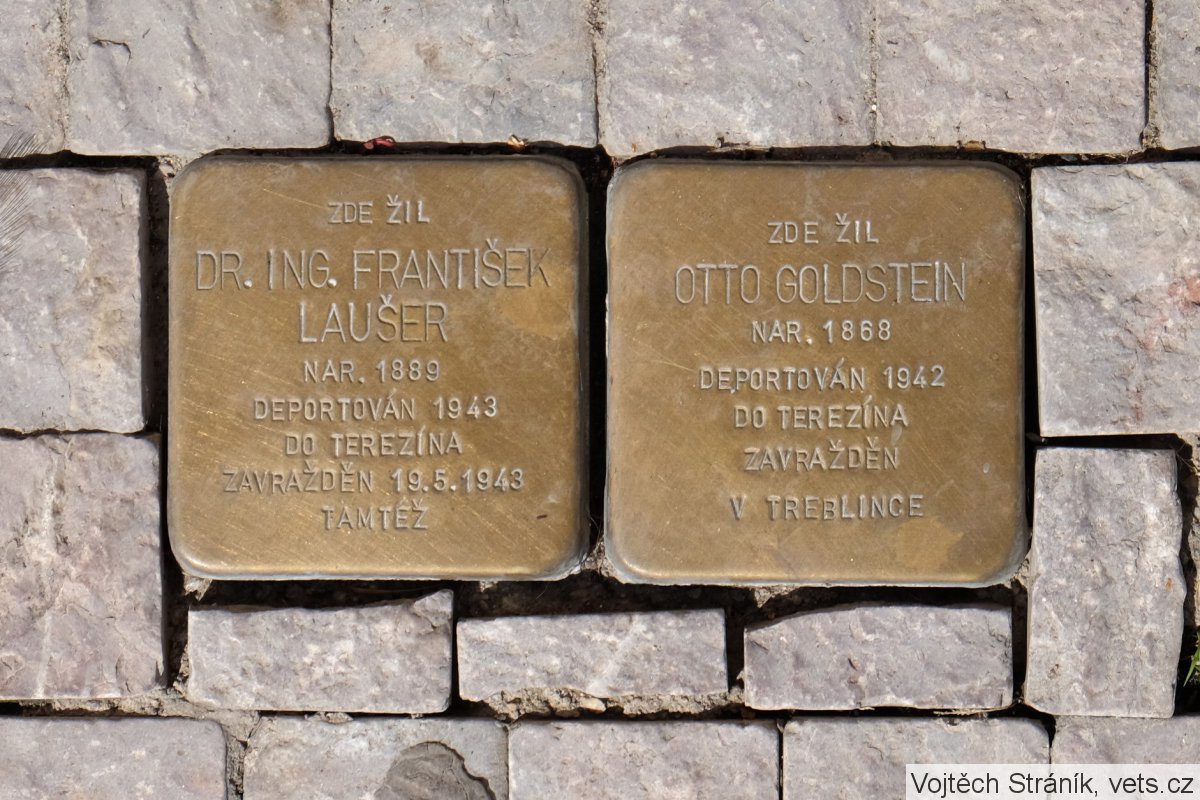 ZDE ŽIL
DR. ING. FRANTIŠEK
LAUŠER
NAR. 1889
DEPORTOVÁN 1943
DO TEREZÍNA
ZAVRAŽDĚN 19.5.1943
TAMTÉŽ
ZDE ŽIL
OTTO GOLDSTEIN
NAR. 1868
DEPORTOVÁN 1942
DO TEREZÍNA
ZAVRAŽDĚN
V TREBLINCE
Vojtěch Stráník, vets.cz